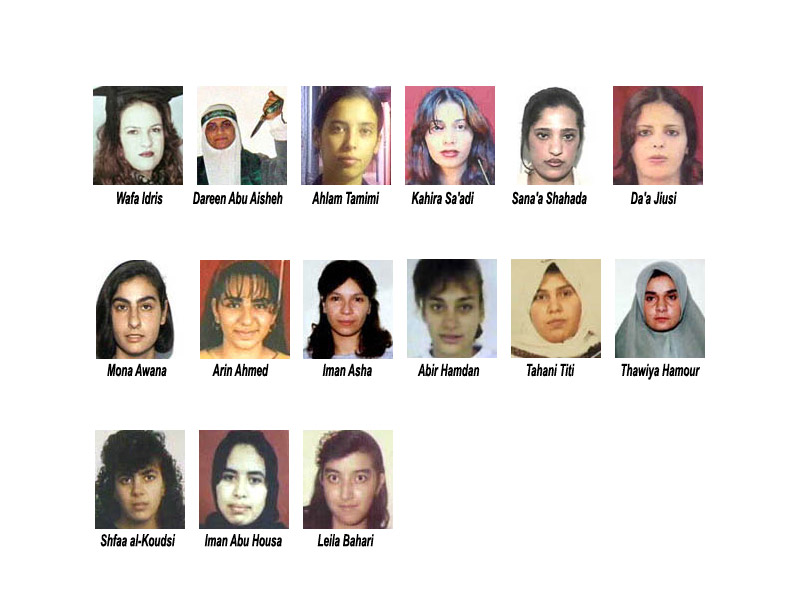 Wafa Idris
Dareen Abu Aisheh
Ahlam Tamimi
Kahira Sa'adi
Sana'a Shahada
Da'a Jiusi
Mona Awana
Arin Ahmed
Iman Asha
Abir Hamdan
Tahani Titi
Thawiya Hamour
Shfaa al-Koudsi
Iman Abu Housa
Leila Bahari